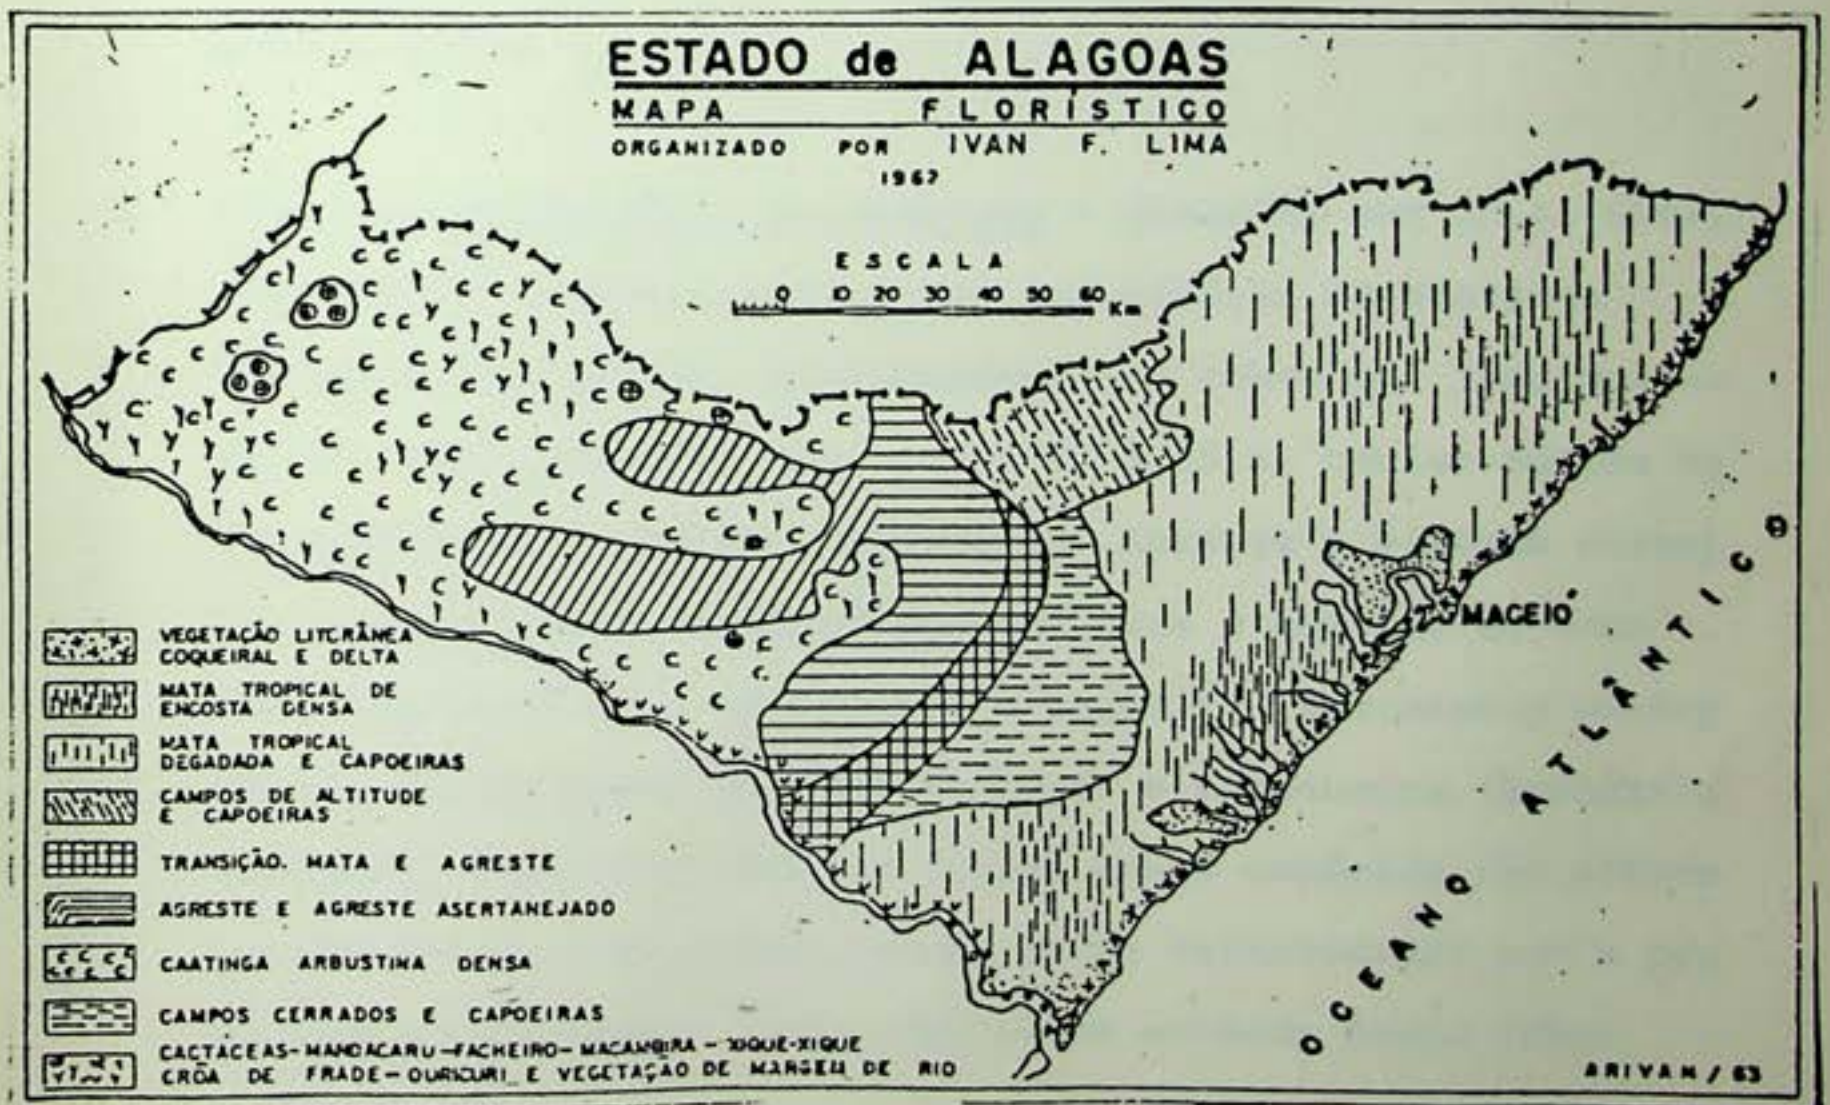 ESTADO de ALAGOAS
MAPA FLORÍSTICO
ORGANIZADO POR IVAN F. LIMA
1962
ESCALA
0 10 20 30 40 50 60 Km
MACEIÓ
OCEANO ATLÂNTICO
VEGETAÇÃO LITORÂNEA
COQUEIRAL E DELTA
MATA TROPICAL DE
ENCOSTA DENSA
MATA TROPICAL
DEGADADA E CAPOEIRAS
CAMPOS DE ALTITUDE
E CAPOEIRAS
TRANSIÇÃO. MATA E AGRESTE
AGRESTE E AGRESTE ASERTANEJADO
CAATINGA ARBUSTINA DENSA
CAMPOS CERRADOS E CAPOEIRAS
CACTACEAS-MANDACARU-FACHEIRO-MACAMBIRA-XIQUE-XIQUE
CRÔA DE FRADE-OURICURI E VEGETAÇÃO DE MARGEM DE RIO
ARIVAN / 63